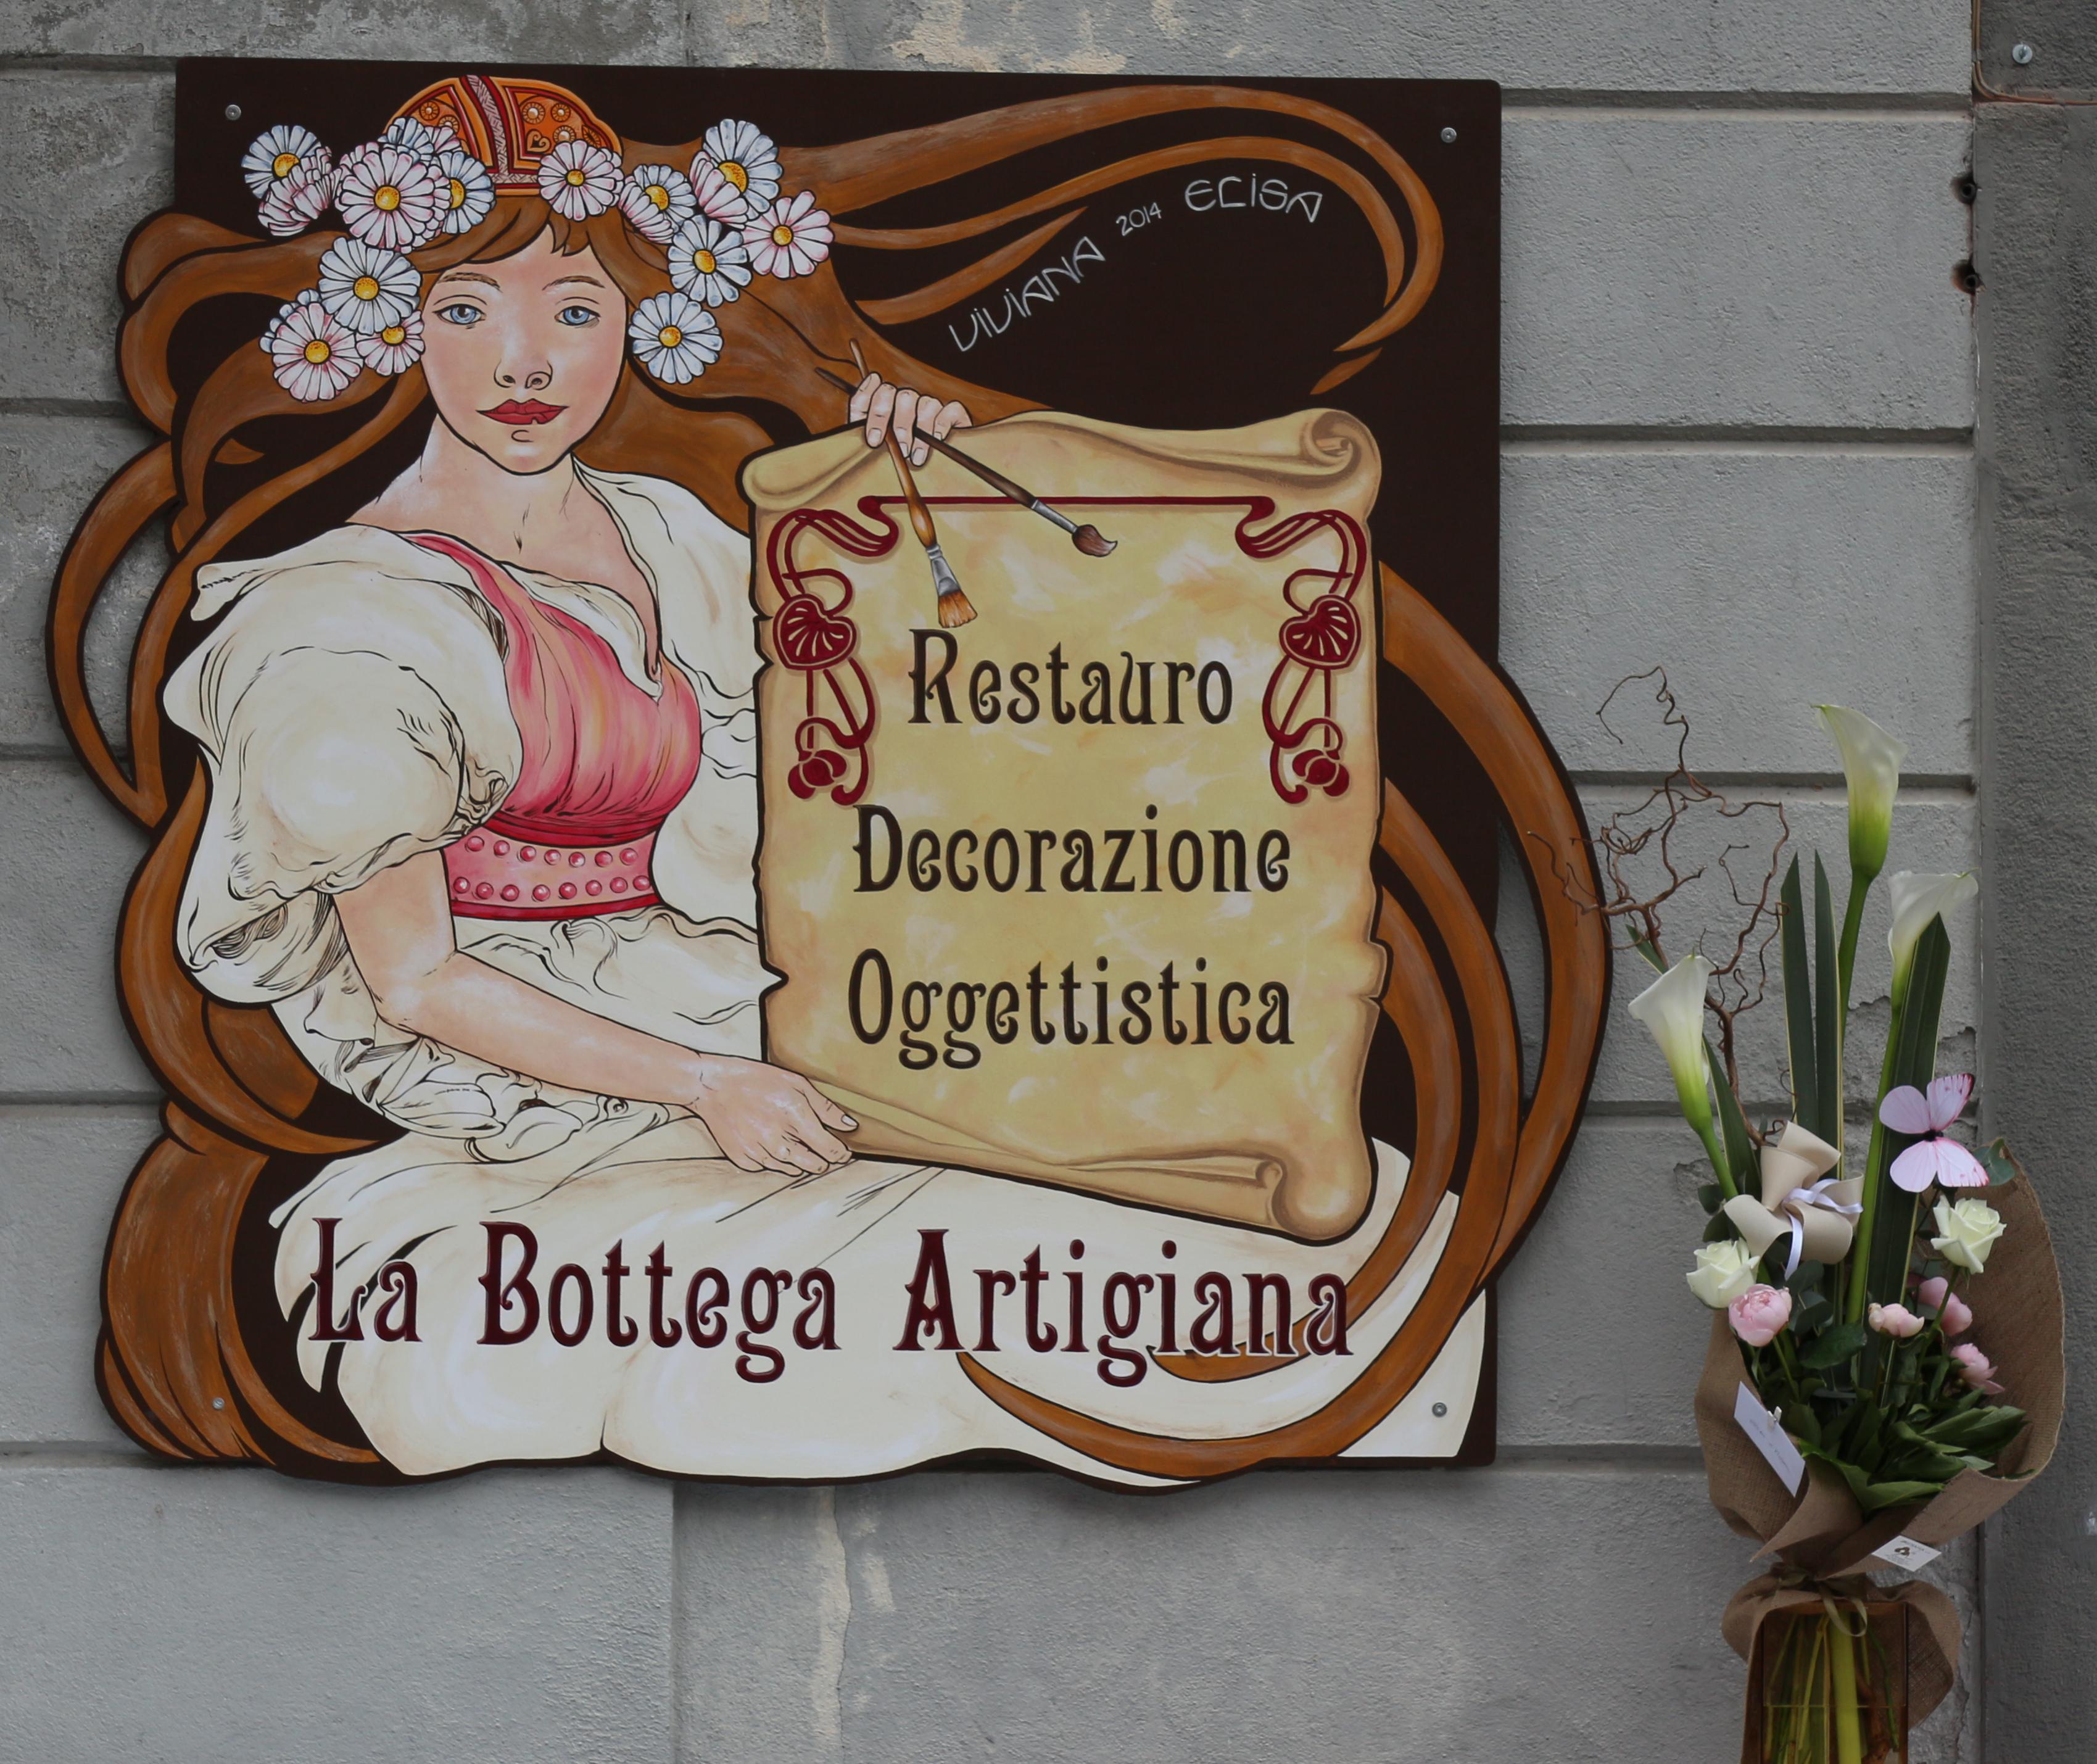 VIVIANA 2014 ELISA
Restauro
Decorazione
Oggettistica
La Bottega Artigiana